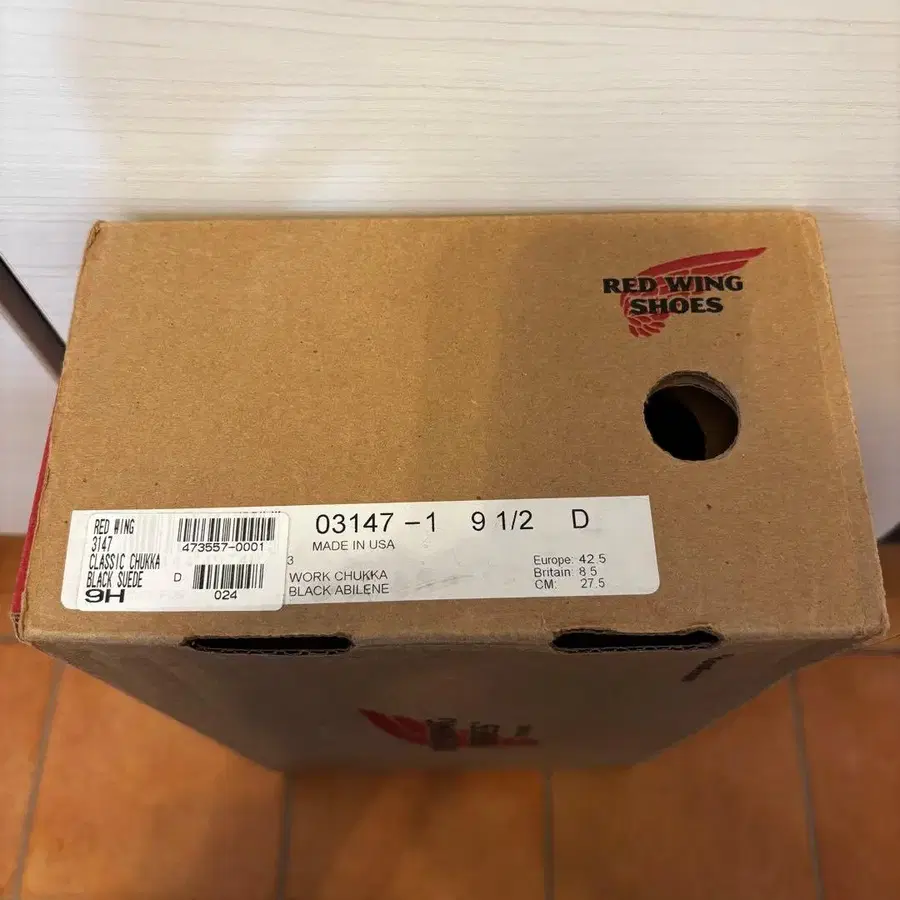 RED WING
SHOES
RED WING
3147
473557-0001
CLASSIC CHUKKA
BLACK SUEDE
D
9H
024
03147-1 9 1/2 D
MADE IN USA
3
WORK CHUKKA
BLACK ABILENE
Europe: 42.5
Britain: 8.5
CM: 27.5